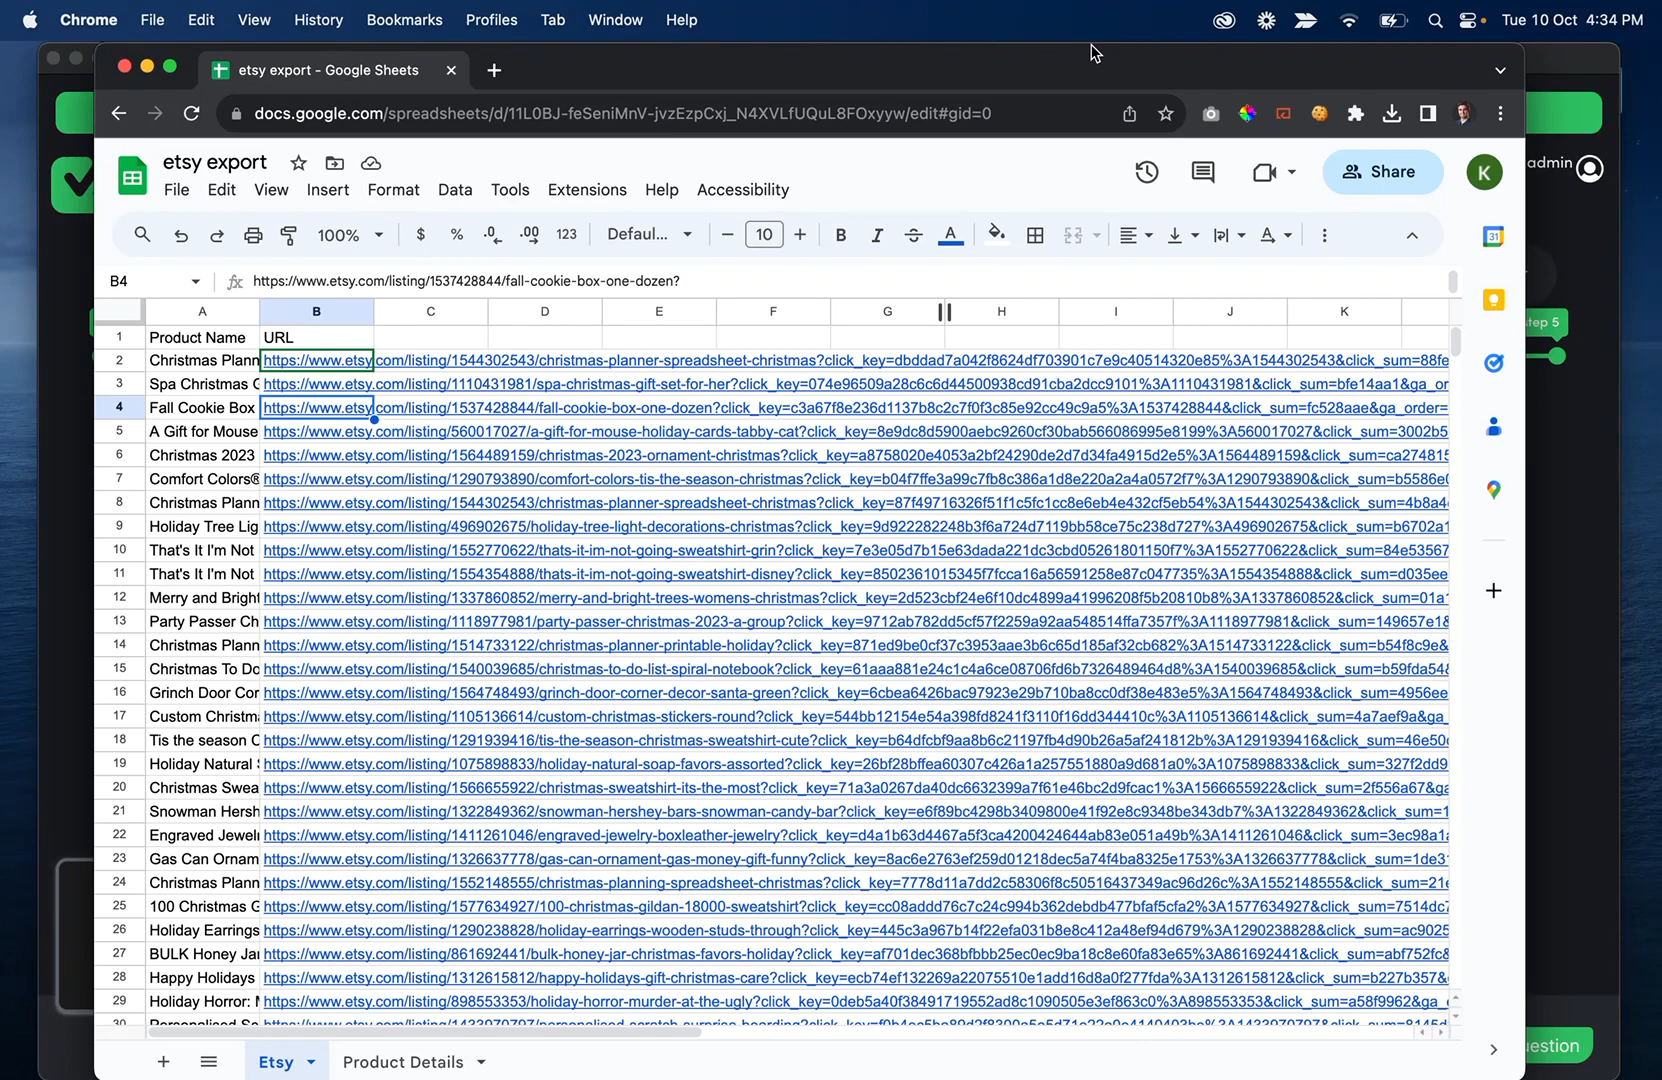 Chrome File Edit View History Bookmarks Profiles Tab Window Help Tue 10 Oct 4:34 PM
etsy export - Google Sheets
docs.google.com/spreadsheets/d/11L0BJ-feSeniMnV-jvzEzpCxj_N4XVLfUQuL8FOxyyw/edit#gid=0
etsy export
Share
K
admin
File Edit View Insert Format Data Tools Extensions Help Accessibility
100% $ % .0 .00 123 Defaul... 10 B I A
B4 fx https://www.etsy.com/listing/1537428844/fall-cookie-box-one-dozen?
A B C D E F G H I J K
1 Product Name URL
2 Christmas Plann https://www.etsy.com/listing/1544302543/christmas-planner-spreadsheet-christmas?click_key=dbddad7a042f8624df703901c7e9c40514320e85%3A1544302543&click_sum=88fe
3 Spa Christmas G https://www.etsy.com/listing/1110431981/spa-christmas-gift-set-for-her?click_key=074e96509a28c6c6d44500938cd91cba2dcc9101%3A1110431981&click_sum=bfe14aa1&ga_or
4 Fall Cookie Box https://www.etsy.com/listing/1537428844/fall-cookie-box-one-dozen?click_key=c3a67f8e236d1137b8c2c7f0f3c85e92cc49c9a5%3A1537428844&click_sum=fc528aae&ga_order=
5 A Gift for Mouse https://www.etsy.com/listing/560017027/a-gift-for-mouse-holiday-cards-tabby-cat?click_key=8e9dc8d5900aebc9260cf30bab566086995e8199%3A560017027&click_sum=3002b5
6 Christmas 2023 https://www.etsy.com/listing/1564489159/christmas-2023-ornament-christmas?click_key=a8758020e4053a2bf24290de2d7d34fa4915d2e5%3A1564489159&click_sum=ca274815
7 Comfort Colors® https://www.etsy.com/listing/1290793890/comfort-colors-tis-the-season-christmas?click_key=b04f7ffe3a99c7fb8c386a1d8e220a2a4a0572f7%3A1290793890&click_sum=b5586e0
8 Christmas Plann https://www.etsy.com/listing/1544302543/christmas-planner-spreadsheet-christmas?click_key=87f49716326f51f1c5fc1cc8e6eb4e432cf5eb54%3A1544302543&click_sum=4b8a4
9 Holiday Tree Lig https://www.etsy.com/listing/496902675/holiday-tree-light-decorations-christmas?click_key=9d922282248b3f6a724d7119bb58ce75c238d727%3A496902675&click_sum=b6702a1
10 That's It I'm Not https://www.etsy.com/listing/1552770622/thats-it-im-not-going-sweatshirt-grin?click_key=7e3e05d7b15e63dada221dc3cbd05261801150f7%3A1552770622&click_sum=84e53567
11 That's It I'm Not https://www.etsy.com/listing/1554354888/thats-it-im-not-going-sweatshirt-disney?click_key=8502361015345f7fcca16a56591258e87c047735%3A1554354888&click_sum=d035ee
12 Merry and Bright https://www.etsy.com/listing/1337860852/merry-and-bright-trees-womens-christmas?click_key=2d523cbf24e6f10dc4899a41996208f5b20810b8%3A1337860852&click_sum=01a1
13 Party Passer Ch https://www.etsy.com/listing/1118977981/party-passer-christmas-2023-a-group?click_key=9712ab782dd5cf57f2259a92aa548514ffa7357f%3A1118977981&click_sum=149657e1&
14 Christmas Plann https://www.etsy.com/listing/1514733122/christmas-planner-printable-holiday?click_key=871ed9be0cf37c3953aae3b6c65d185af32cb682%3A1514733122&click_sum=b54f8c9e&
15 Christmas To Do https://www.etsy.com/listing/1540039685/christmas-to-do-list-spiral-notebook?click_key=61aaa881e24c1c4a6ce08706fd6b7326489464d8%3A1540039685&click_sum=b59fda54&
16 Grinch Door Cor https://www.etsy.com/listing/1564748493/grinch-door-corner-decor-santa-green?click_key=6cbea6426bac97923e29b710ba8cc0df38e483e5%3A1564748493&click_sum=4956ee
17 Custom Christma https://www.etsy.com/listing/1105136614/custom-christmas-stickers-round?click_key=544bb12154e54a398fd8241f3110f16dd344410c%3A1105136614&click_sum=4a7aef9a&ga_
18 Tis the season C https://www.etsy.com/listing/1291939416/tis-the-season-christmas-sweatshirt-cute?click_key=b64dfcbf9aa8b6c21197fb4d90b26a5af241812b%3A1291939416&click_sum=46e50
19 Holiday Natural S https://www.etsy.com/listing/1075898833/holiday-natural-soap-favors-assorted?click_key=26bf28bffea60307c426a1a257551880a9d681a0%3A1075898833&click_sum=327f2dd9
20 Christmas Swea https://www.etsy.com/listing/1566655922/christmas-sweatshirt-its-the-most?click_key=71a3a0267da40dc6632399a7f61e46bc2d9fcac1%3A1566655922&click_sum=2f556a67&ga
21 Snowman Hersh https://www.etsy.com/listing/1322849362/snowman-hershey-bars-snowman-candy-bar?click_key=e6f89bc4298b3409800e41f92e8c9348be343db7%3A1322849362&click_sum=1
22 Engraved Jewel https://www.etsy.com/listing/1411261046/engraved-jewelry-boxleather-jewelry?click_key=d4a1b63d4467a5f3ca4200424644ab83e051a49b%3A1411261046&click_sum=3ec98a1
23 Gas Can Ornam https://www.etsy.com/listing/1326637778/gas-can-ornament-gas-money-gift-funny?click_key=8ac6e2763ef259d01218dec5a74f4ba8325e1753%3A1326637778&click_sum=1de3
24 Christmas Plann https://www.etsy.com/listing/1552148555/christmas-planning-spreadsheet-christmas?click_key=7778d11a7dd2c58306f8c50516437349ac96d26c%3A1552148555&click_sum=21e
25 100 Christmas G https://www.etsy.com/listing/1577634927/100-christmas-gildan-18000-sweatshirt?click_key=cc08addd76c7c24c994b362debdb477bfaf5cfa2%3A1577634927&click_sum=7514dc7
26 Holiday Earrings https://www.etsy.com/listing/1290238828/holiday-earrings-wooden-studs-through?click_key=445c3a967b14f22efa031b8e8c412a48ef94d679%3A1290238828&click_sum=ac9025
27 BULK Honey Jar https://www.etsy.com/listing/861692441/bulk-honey-jar-christmas-favors-holiday?click_key=af701dec368bfbbb25ec0ec9ba18c8e60fa83e65%3A861692441&click_sum=abf752fc&
28 Happy Holidays https://www.etsy.com/listing/1312615812/happy-holidays-gift-christmas-care?click_key=ecb74ef132269a22075510e1add16d8a0f277fda%3A1312615812&click_sum=b227b357&
29 Holiday Horror: M https://www.etsy.com/listing/898553353/holiday-horror-murder-at-the-ugly?click_key=0deb5a40f38491719552ad8c1090505e3ef863c0%3A898553353&click_sum=a58f9962&ga_
30
step 5
31
Etsy Product Details
uestion